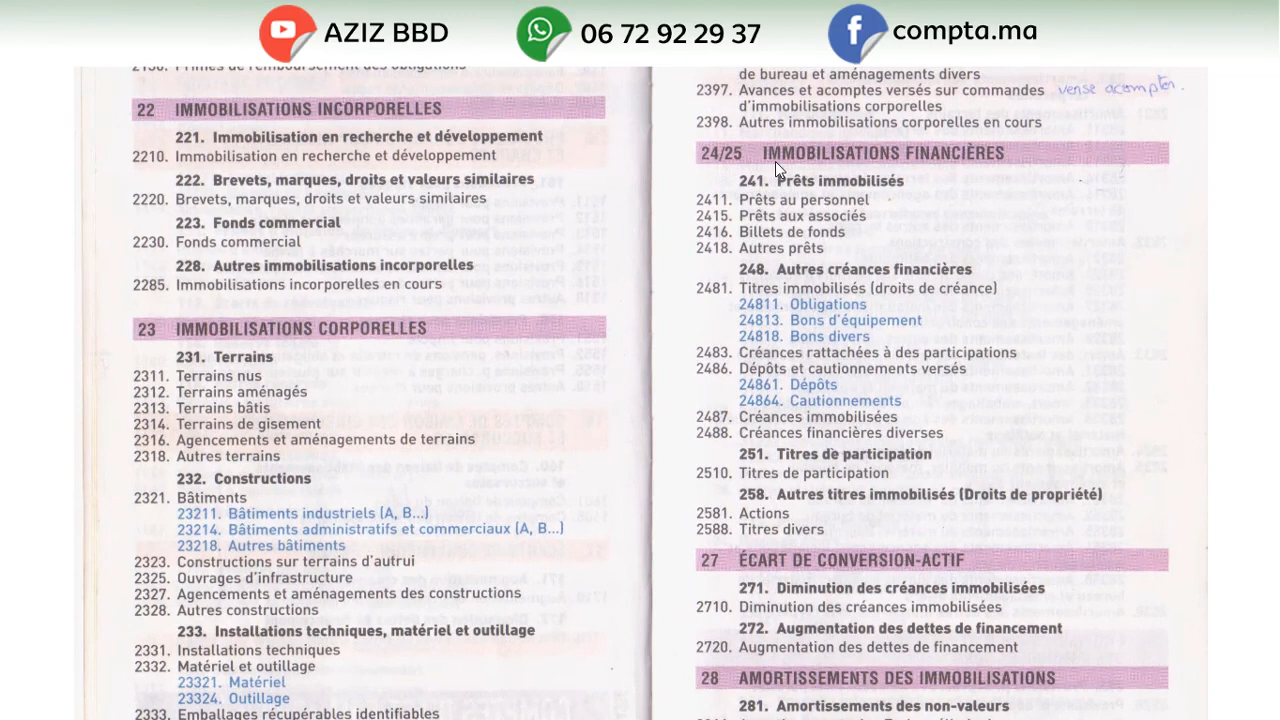 AZIZ BBD
06 72 92 29 37
compta.ma
Primes de remboursement des obligations
22 IMMOBILISATIONS INCORPORELLES
221. Immobilisation en recherche et développement
2210. Immobilisation en recherche et développement
222. Brevets, marques, droits et valeurs similaires
2220. Brevets, marques, droits et valeurs similaires
223. Fonds commercial
2230. Fonds commercial
228. Autres immobilisations incorporelles
2285. Immobilisations incorporelles en cours
23 IMMOBILISATIONS CORPORELLES
231. Terrains
2311. Terrains nus
2312. Terrains aménagés
2313. Terrains bâtis
2314. Terrains de gisement
2316. Agencements et aménagements de terrains
2318. Autres terrains
232. Constructions
2321. Bâtiments
23211. Bâtiments industriels (A, B...)
23214. Bâtiments administratifs et commerciaux (A, B...)
23218. Autres bâtiments
2323. Constructions sur terrains d'autrui
2325. Ouvrages d'infrastructure
2327. Agencements et aménagements des constructions
2328. Autres constructions
233. Installations techniques, matériel et outillage
2331. Installations techniques
2332. Matériel et outillage
23321. Matériel
23324. Outillage
2333. Emballages récupérables identifiables
de bureau et aménagements divers
2397. Avances et acomptes versés sur commandes
d'immobilisations corporelles
2398. Autres immobilisations corporelles en cours
24/25 IMMOBILISATIONS FINANCIÈRES
241. Prêts immobilisés
2411. Prêts au personnel
2415. Prêts aux associés
2416. Billets de fonds
2418. Autres prêts
248. Autres créances financières
2481. Titres immobilisés (droits de créance)
24811. Obligations
24813. Bons d'équipement
24818. Bons divers
2483. Créances rattachées à des participations
2486. Dépôts et cautionnements versés
24861. Dépôts
24864. Cautionnements
2487. Créances immobilisées
2488. Créances financières diverses
251. Titres de participation
2510. Titres de participation
258. Autres titres immobilisés (Droits de propriété)
2581. Actions
2588. Titres divers
27 ÉCART DE CONVERSION-ACTIF
271. Diminution des créances immobilisées
2710. Diminution des créances immobilisées
272. Augmentation des dettes de financement
2720. Augmentation des dettes de financement
28 AMORTISSEMENTS DES IMMOBILISATIONS
281. Amortissements des non-valeurs